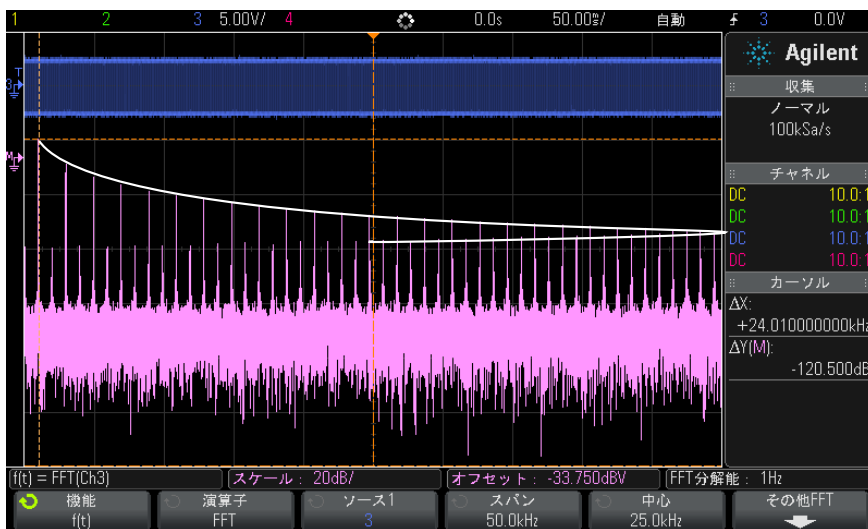 1 2 3 5.00V/ 4 0.0s 50.00ms/ 自動 3 0.0V
Agilent
収集
ノーマル
100kSa/s
チャネル
DC 10.0:1
DC 10.0:1
DC 10.0:1
DC 10.0:1
カーソル
ΔX:
+24.010000000kHz
ΔY(M):
-120.500dB
T
3
M
f(t) = FFT(Ch3) スケール : 20dB/ オフセット : -33.750dBV FFT分解能 : 1Hz
機能 演算子 ソース1 スパン 中心 その他FFT
f(t) FFT 3 50.0kHz 25.0kHz